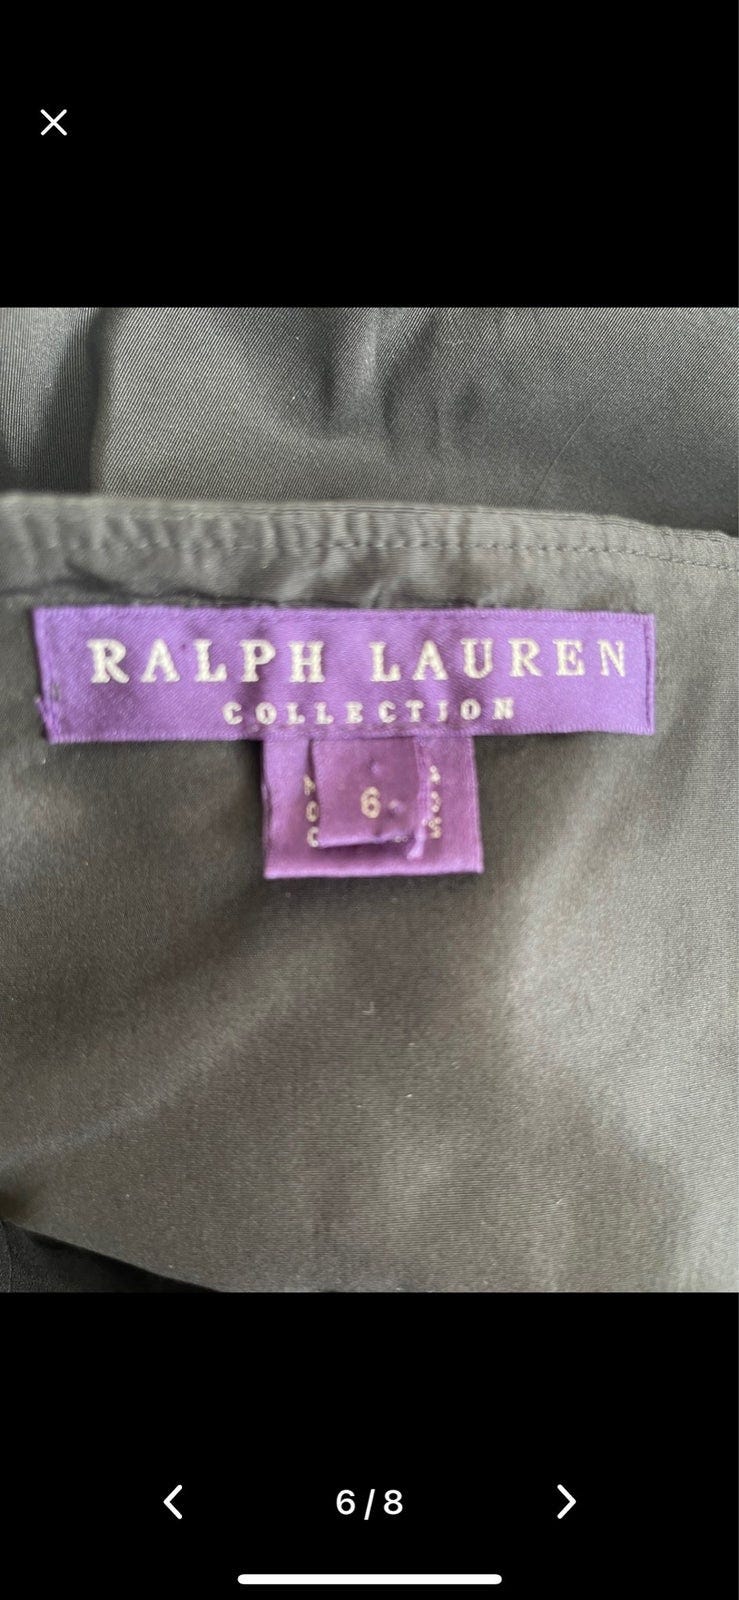 RALPH LAUREN
COLLECTION
6
6/8